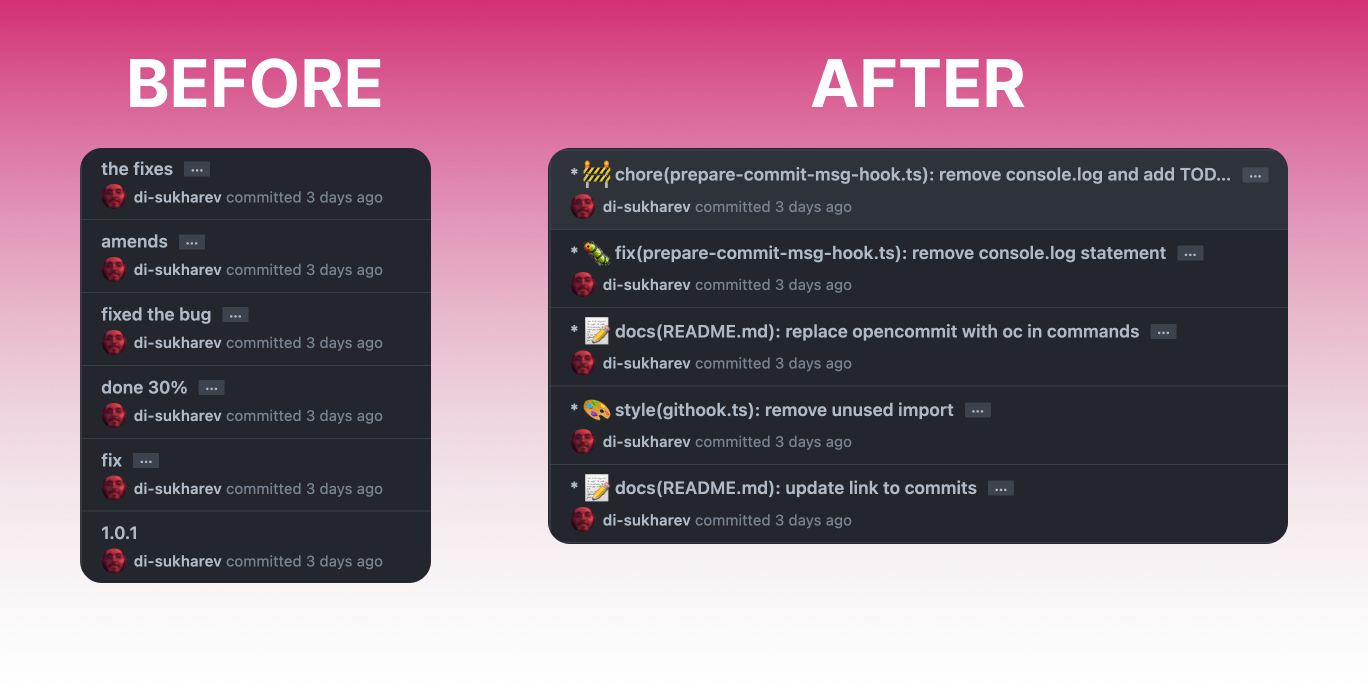 BEFORE
the fixes ...
di-sukharev committed 3 days ago
amends ...
di-sukharev committed 3 days ago
fixed the bug ...
di-sukharev committed 3 days ago
done 30% ...
di-sukharev committed 3 days ago
fix ...
di-sukharev committed 3 days ago
1.0.1
di-sukharev committed 3 days ago
AFTER
* 🚧 chore(prepare-commit-msg-hook.ts): remove console.log and add TOD... ...
di-sukharev committed 3 days ago
* 🐛 fix(prepare-commit-msg-hook.ts): remove console.log statement ...
di-sukharev committed 3 days ago
* 📝 docs(README.md): replace opencommit with oc in commands ...
di-sukharev committed 3 days ago
* 🎨 style(githook.ts): remove unused import ...
di-sukharev committed 3 days ago
* 📝 docs(README.md): update link to commits ...
di-sukharev committed 3 days ago